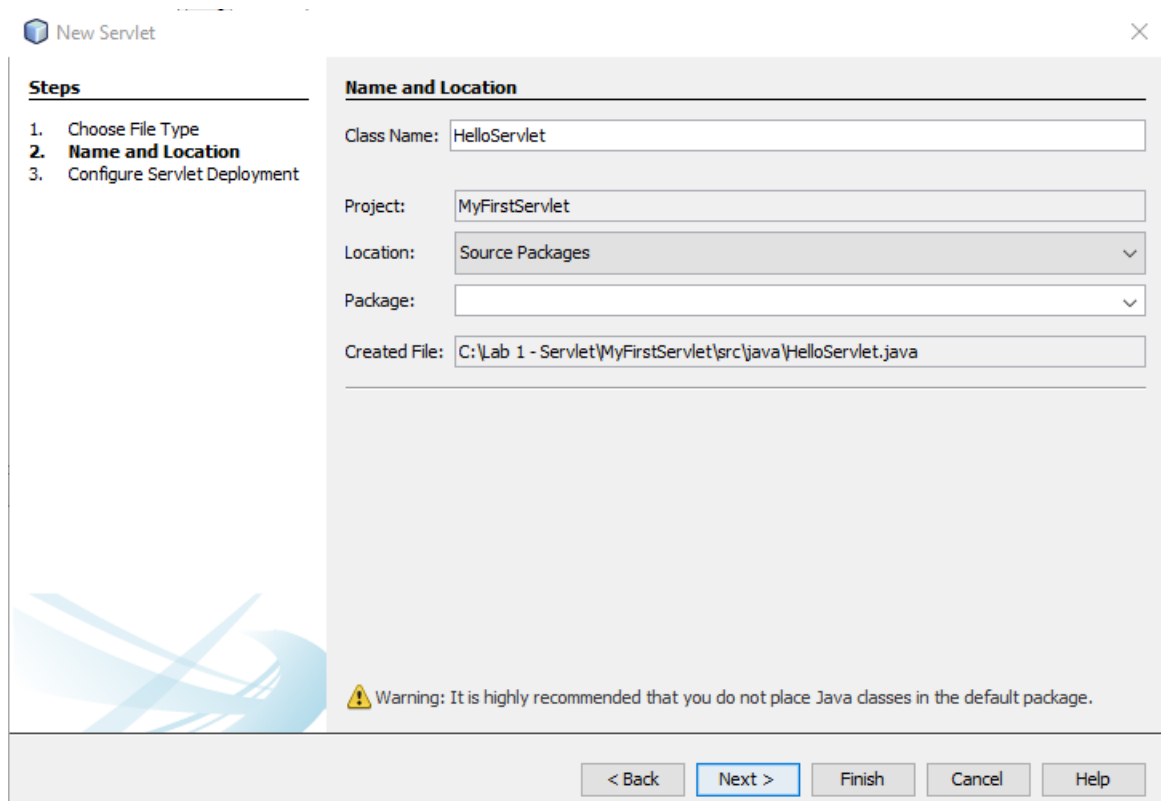 New Servlet
Steps
1. Choose File Type
2. Name and Location
3. Configure Servlet Deployment
Name and Location
Class Name: HelloServlet
Project: MyFirstServlet
Location: Source Packages
Package:
Created File: C:\Lab 1 - Servlet\MyFirstServlet\src\java\HelloServlet.java
Warning: It is highly recommended that you do not place Java classes in the default package.
< Back Next > Finish Cancel Help